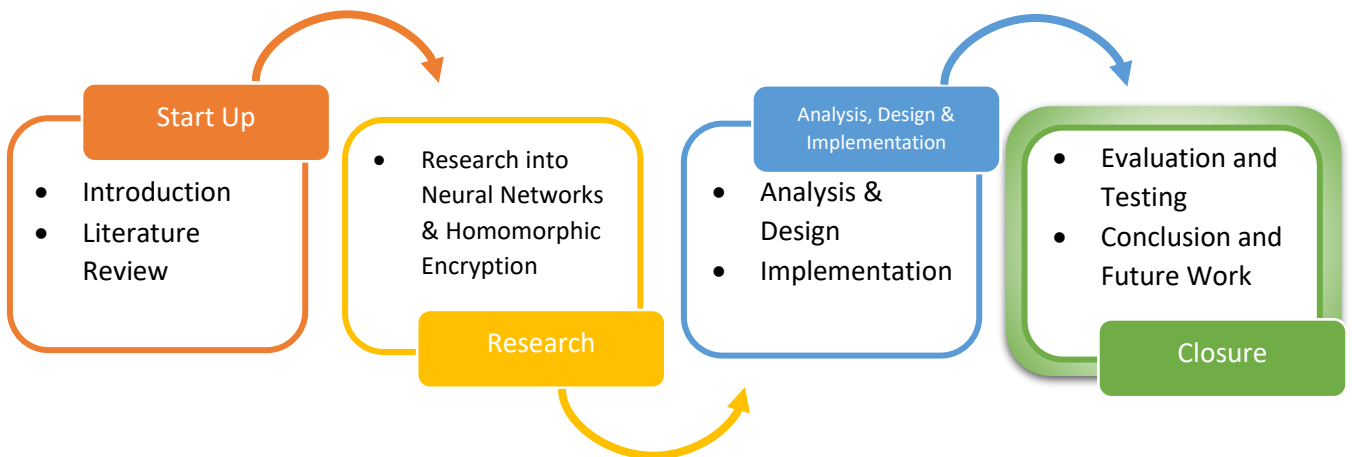 Start Up
• Introduction
• Literature
Review
• Research into
Neural Networks
& Homomorphic
Encryption
Research
Analysis, Design &
Implementation
• Analysis &
Design
• Implementation
• Evaluation and
Testing
• Conclusion and
Future Work
Closure